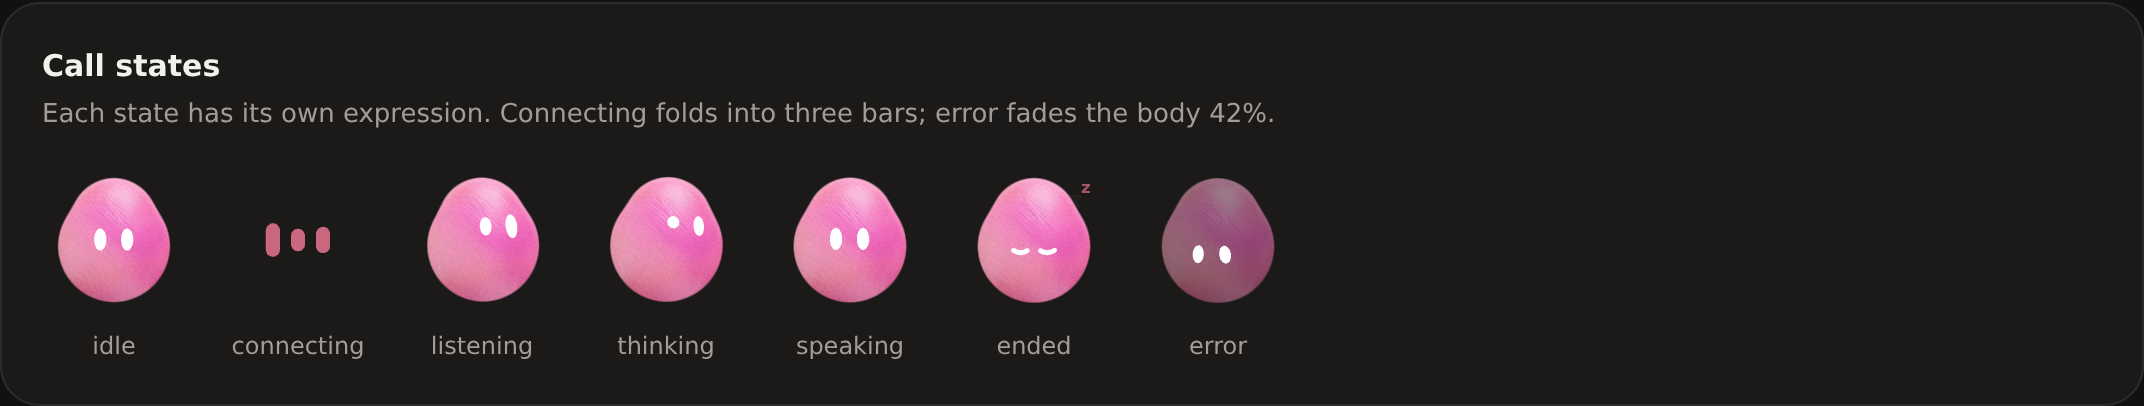 Call states
Each state has its own expression. Connecting folds into three bars; error fades the body 42%.
z
idle connecting listening thinking speaking ended error